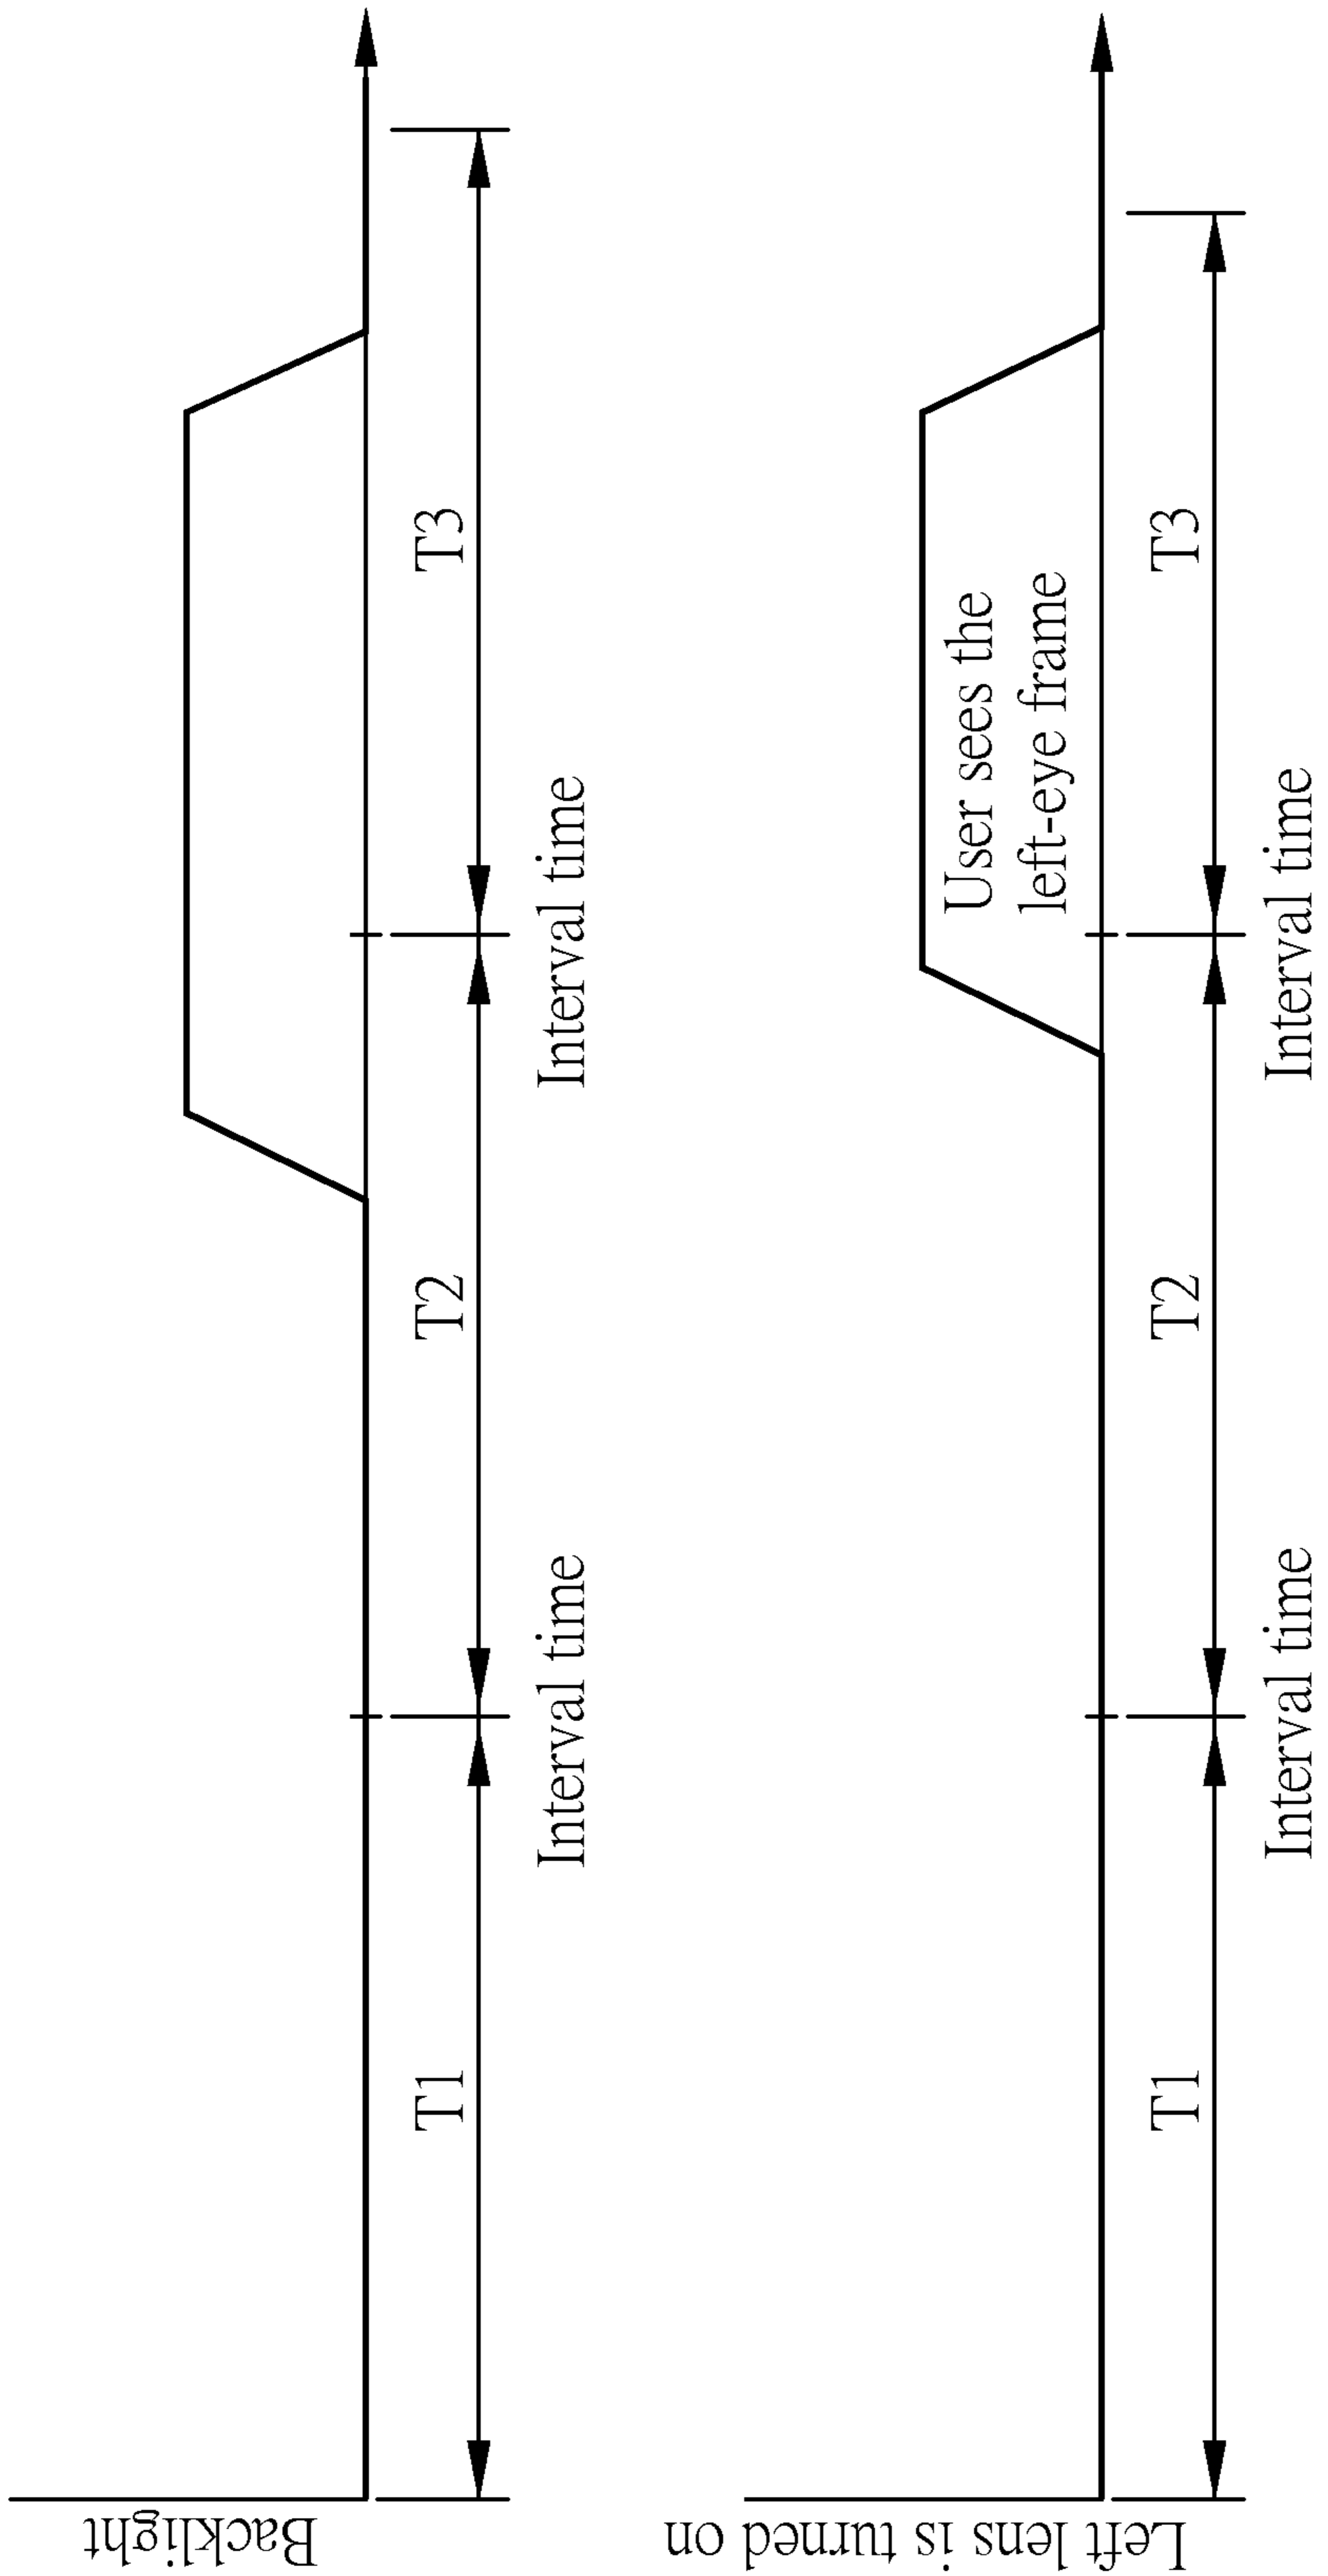 Backlight
T1
T2
T3
Interval time
Interval time
Left lens is turned on
User sees the
left-eye frame
T1
T2
T3
Interval time
Interval time